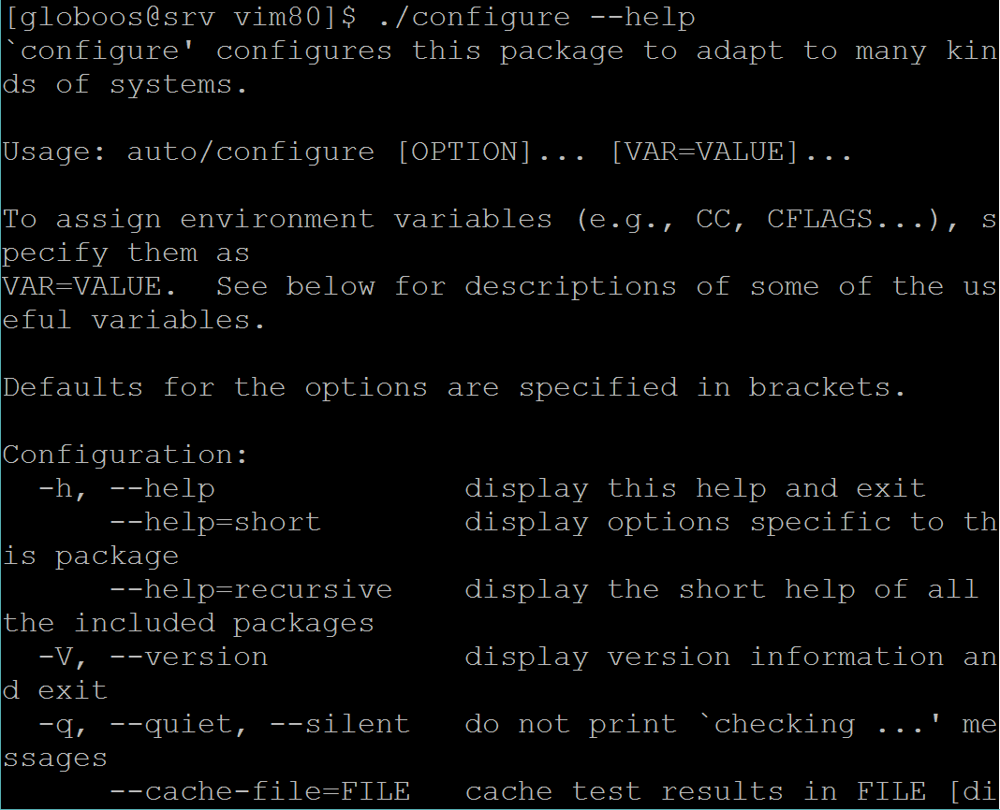 [globoos@srv vim80]$ ./configure --help
`configure' configures this package to adapt to many kin
ds of systems.

Usage: auto/configure [OPTION]... [VAR=VALUE]...

To assign environment variables (e.g., CC, CFLAGS...), s
pecify them as
VAR=VALUE.  See below for descriptions of some of the us
eful variables.

Defaults for the options are specified in brackets.

Configuration:
  -h, --help              display this help and exit
      --help=short        display options specific to th
is package
      --help=recursive    display the short help of all 
the included packages
  -V, --version           display version information an
d exit
  -q, --quiet, --silent   do not print `checking ...' me
ssages
      --cache-file=FILE   cache test results in FILE [di